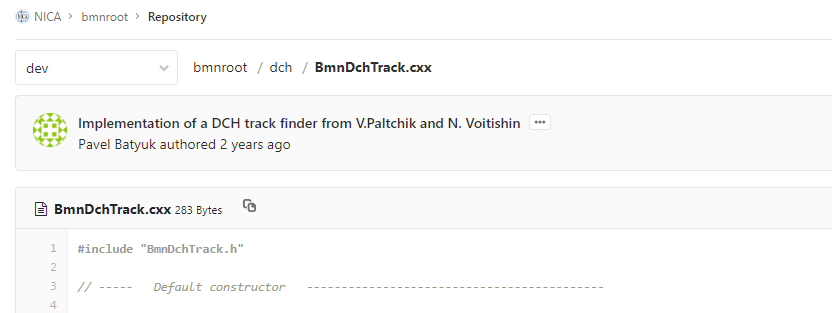 NICA > bmnroot > Repository
dev
bmnroot / dch / BmnDchTrack.cxx
Implementation of a DCH track finder from V.Paltchik and N. Voitishin
Pavel Batyuk authored 2 years ago
BmnDchTrack.cxx 283 Bytes
1 #include "BmnDchTrack.h"
2
3 // ----- Default constructor -------------------------------------------
4